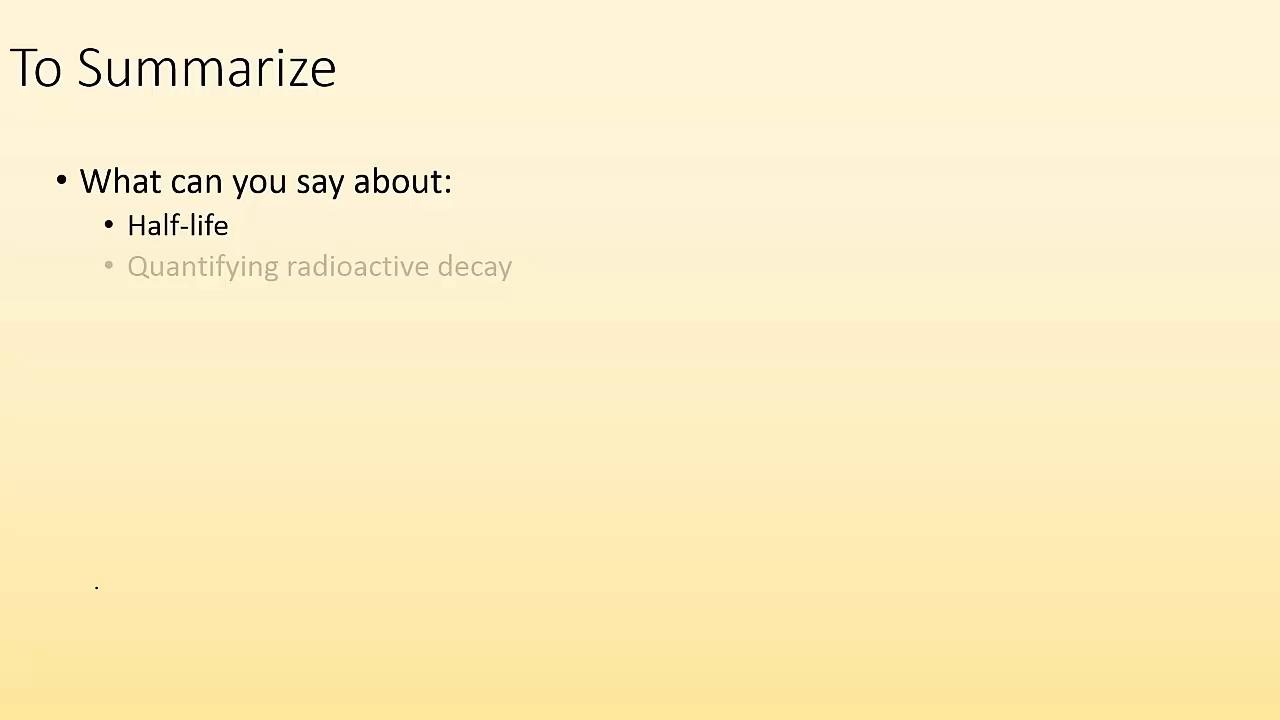 To Summarize
• What can you say about:
• Half-life
• Quantifying radioactive decay
.